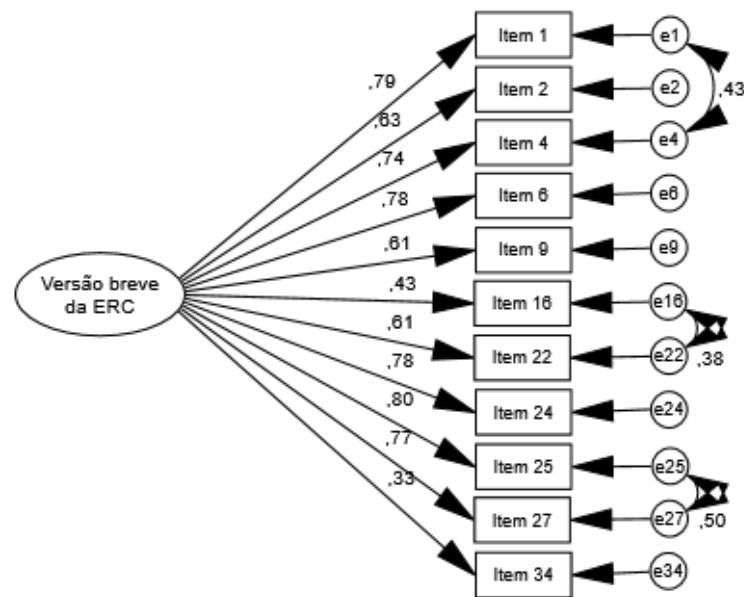 Versão breve
da ERC
,79
,63
,74
,78
,61
,43
,61
,78
,80
,77
,33
Item 1
e1
Item 2
e2
Item 4
e4
,43
Item 6
e6
Item 9
e9
Item 16
e16
Item 22
e22
,38
Item 24
e24
Item 25
e25
Item 27
e27
,50
Item 34
e34